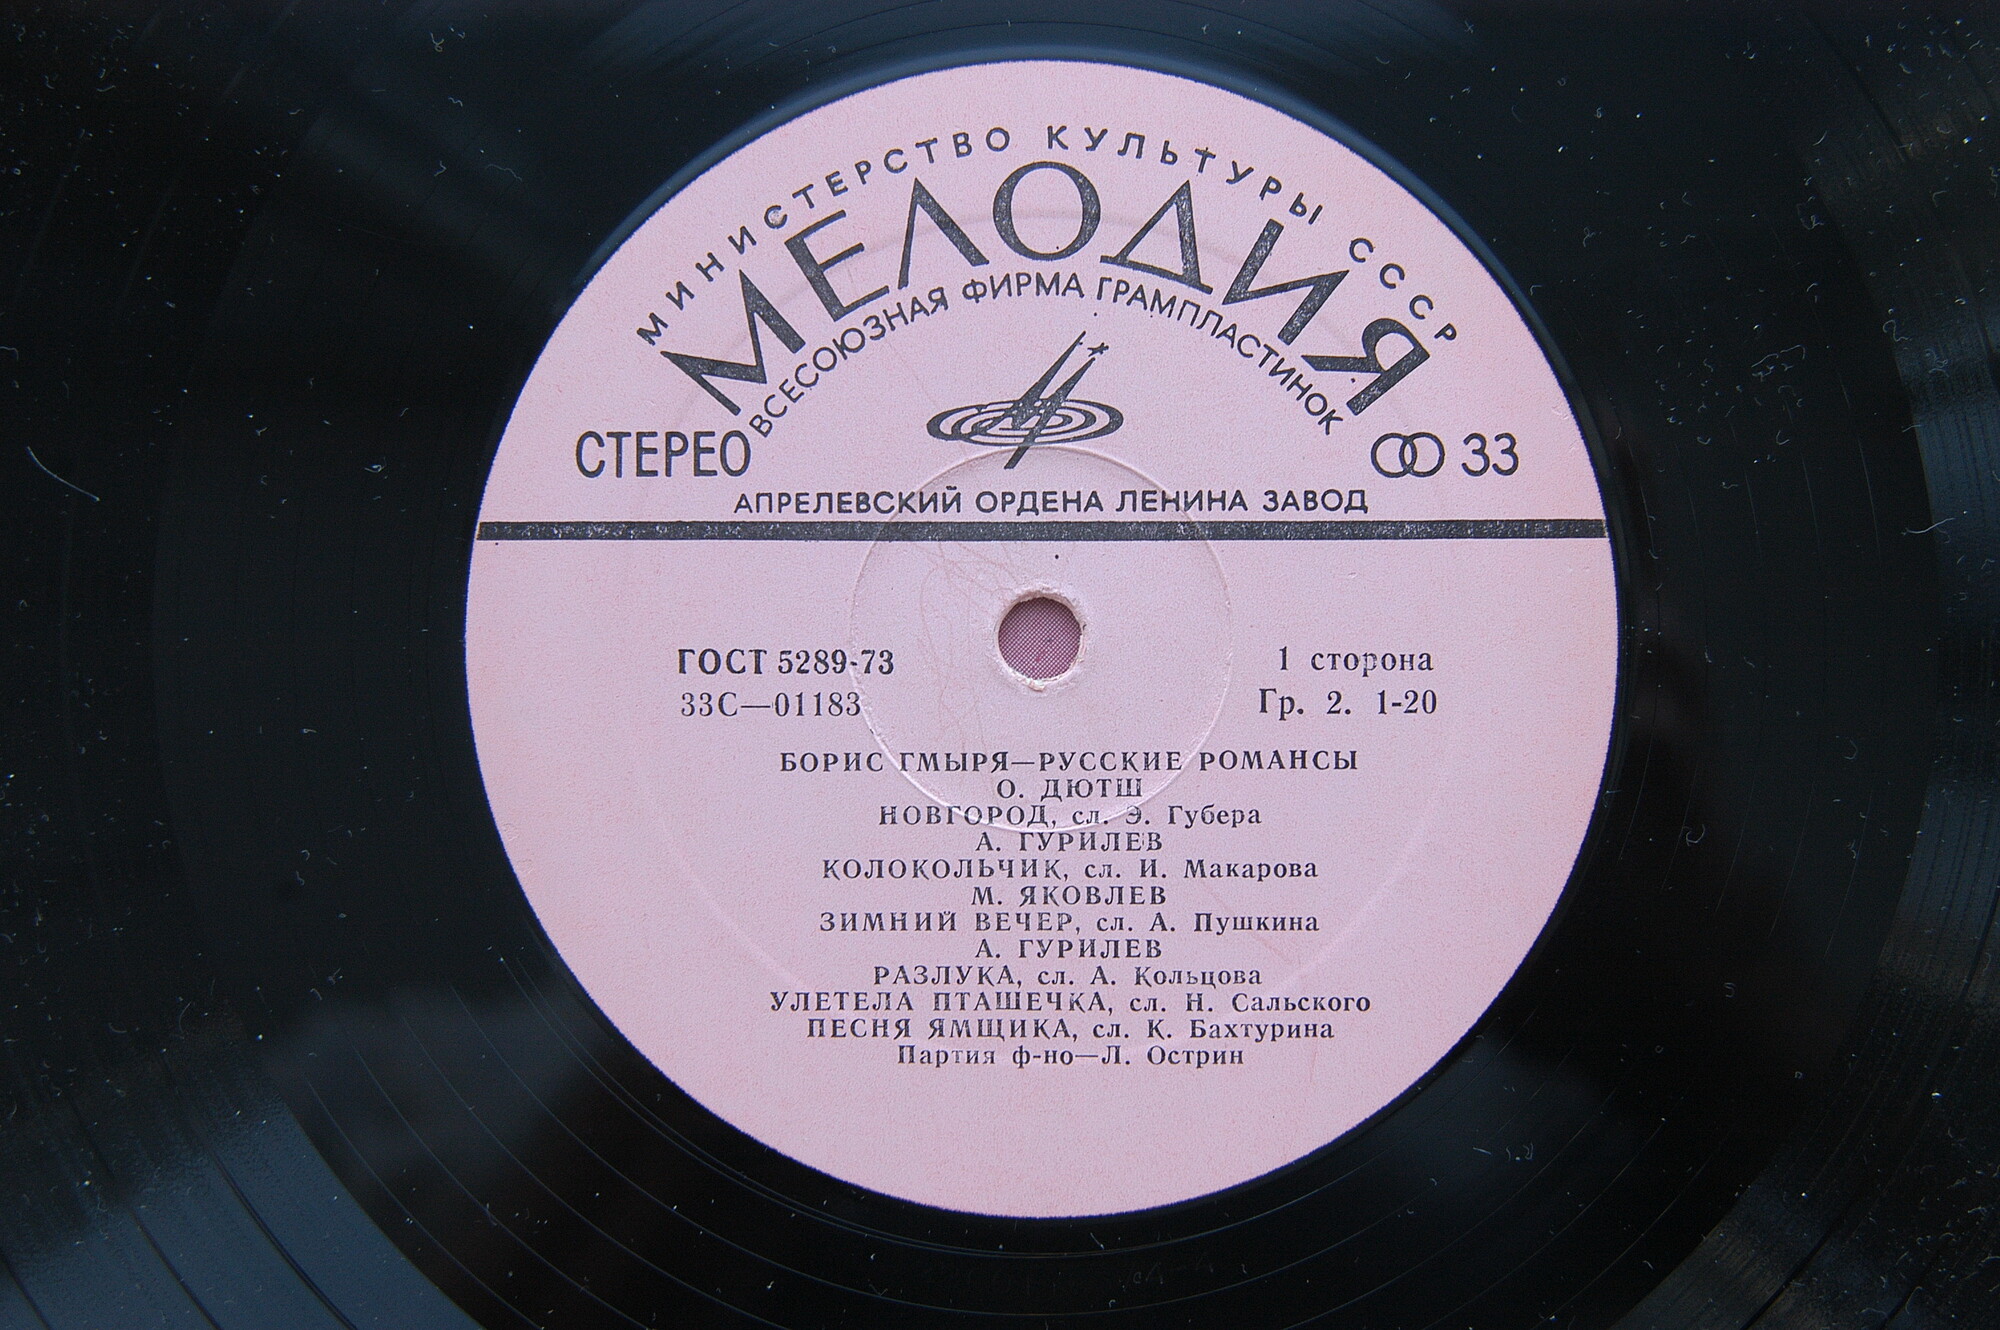 МИНИСТЕРСТВО КУЛЬТУРЫ СССР
МЕЛОДИЯ
ВСЕСОЮЗНАЯ ФИРМА ГРАМПЛАСТИНОК
СТЕРЕО
33
АПРЕЛЕВСКИЙ ОРДЕНА ЛЕНИНА ЗАВОД
ГОСТ 5289-73
33С—01183
1 сторона
Гр. 2. 1-20
БОРИС ГМЫРЯ—РУССКИЕ РОМАНСЫ
О. ДЮТШ
НОВГОРОД, сл. Э. Губера
А. ГУРИЛЕВ
КОЛОКОЛЬЧИК, сл. И. Макарова
М. ЯКОВЛЕВ
ЗИМНИЙ ВЕЧЕР, сл. А. Пушкина
А. ГУРИЛЕВ
РАЗЛУКА, сл. А. Кольцова
УЛЕТЕЛА ПТАШЕЧКА, сл. Н. Сальского
ПЕСНЯ ЯМЩИКА, сл. К. Бахтурина
Партия ф-но—Л. Острин